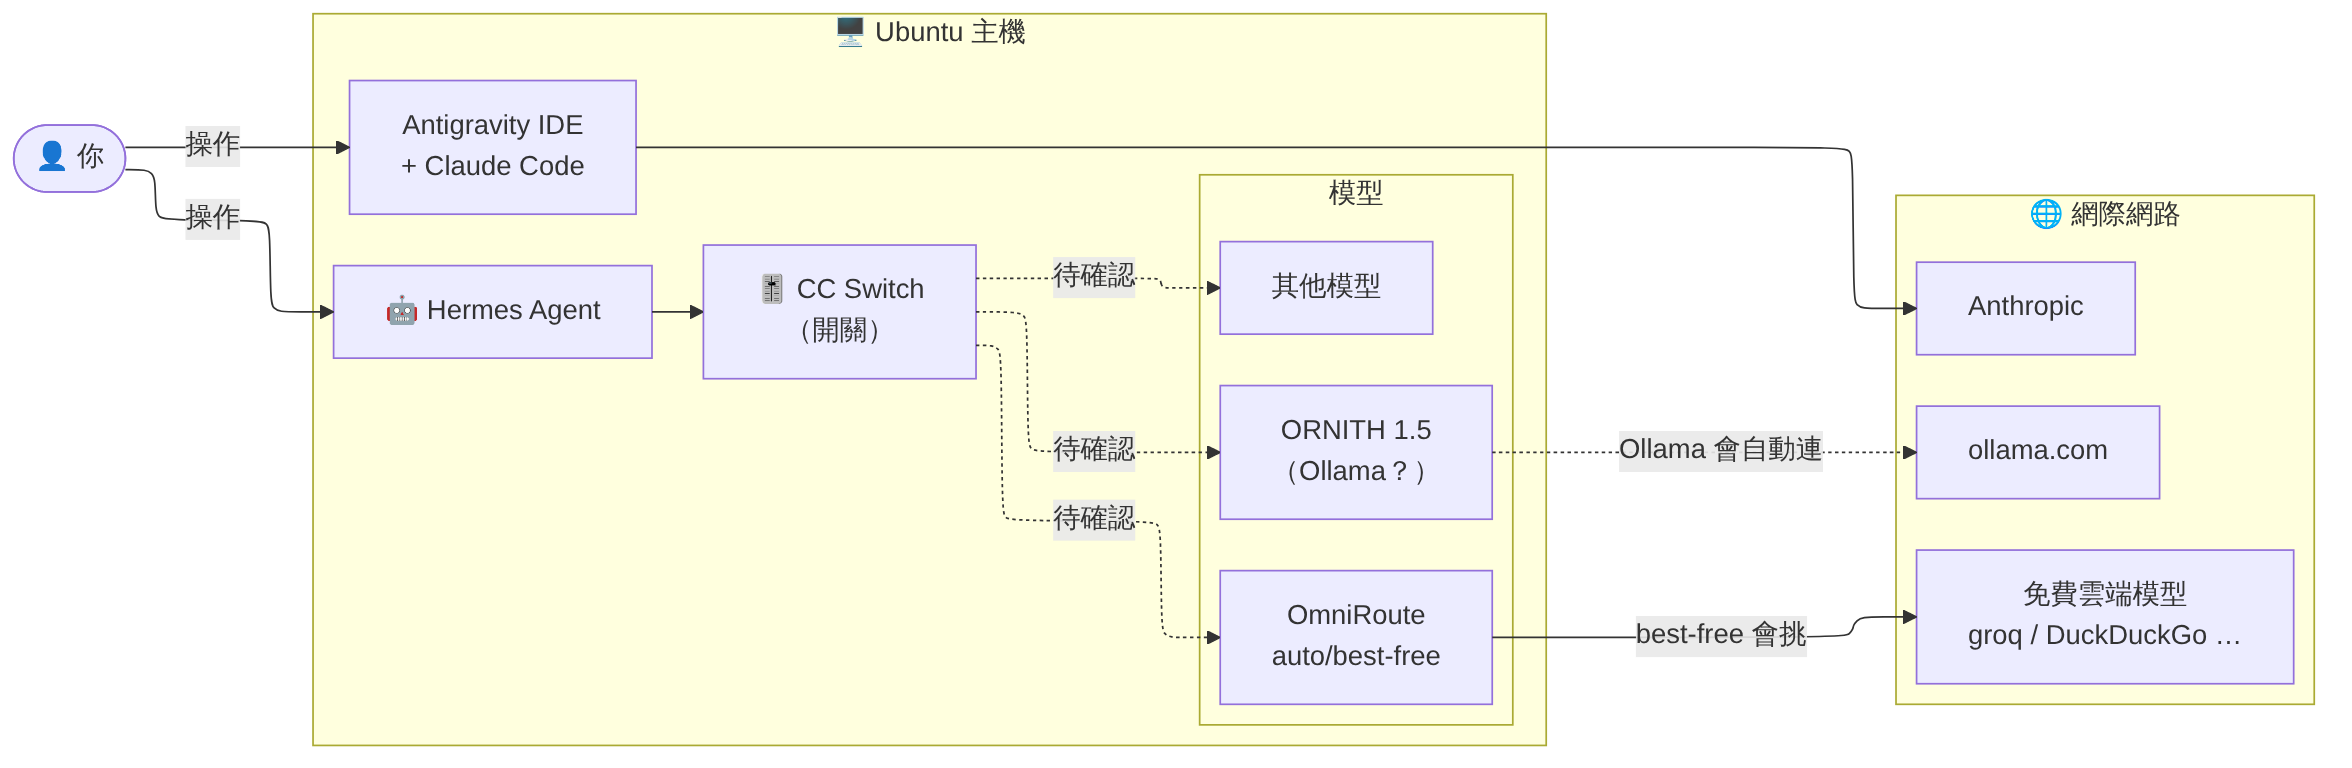 🖥️ Ubuntu 主機
👤 你
操作
操作
Antigravity IDE
+ Claude Code
🤖 Hermes Agent
🎚️ CC Switch
（開關）
待確認
待確認
待確認
模型
其他模型
ORNITH 1.5
（Ollama？）
OmniRoute
auto/best-free
Ollama 會自動連
best-free 會挑
🌐 網際網路
Anthropic
ollama.com
免費雲端模型
groq / DuckDuckGo …